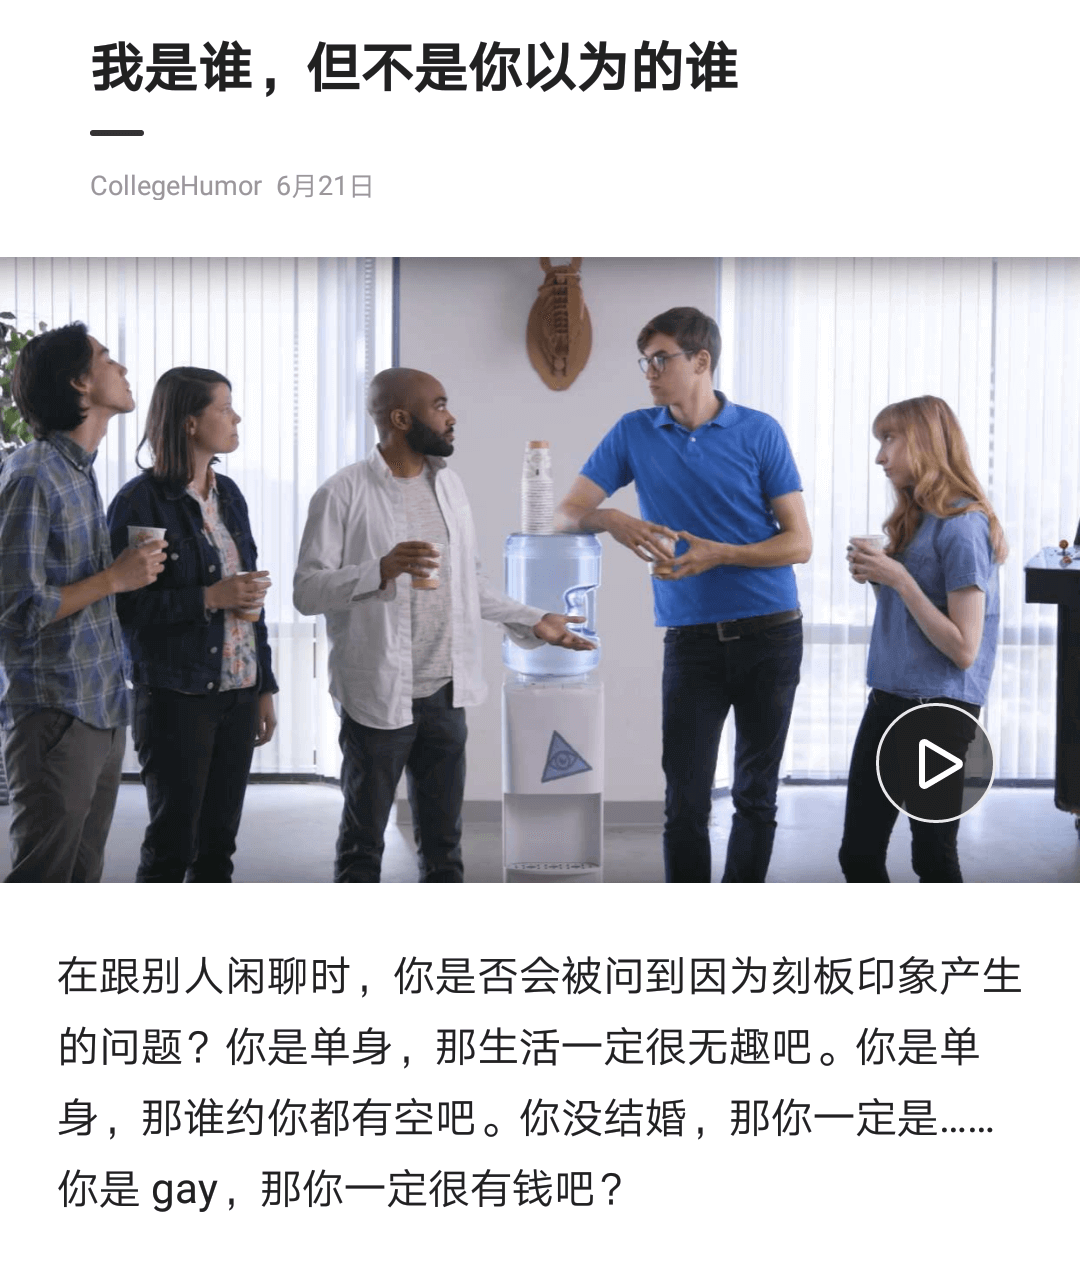 我是谁，但不是你以为的谁
CollegeHumor 6月21日
在跟别人闲聊时，你是否会被问到因为刻板印象产生
的问题？你是单身，那生活一定很无趣吧。你是单
身，那谁约你都有空吧。你没结婚，那你一定是……
你是 gay，那你一定很有钱吧？